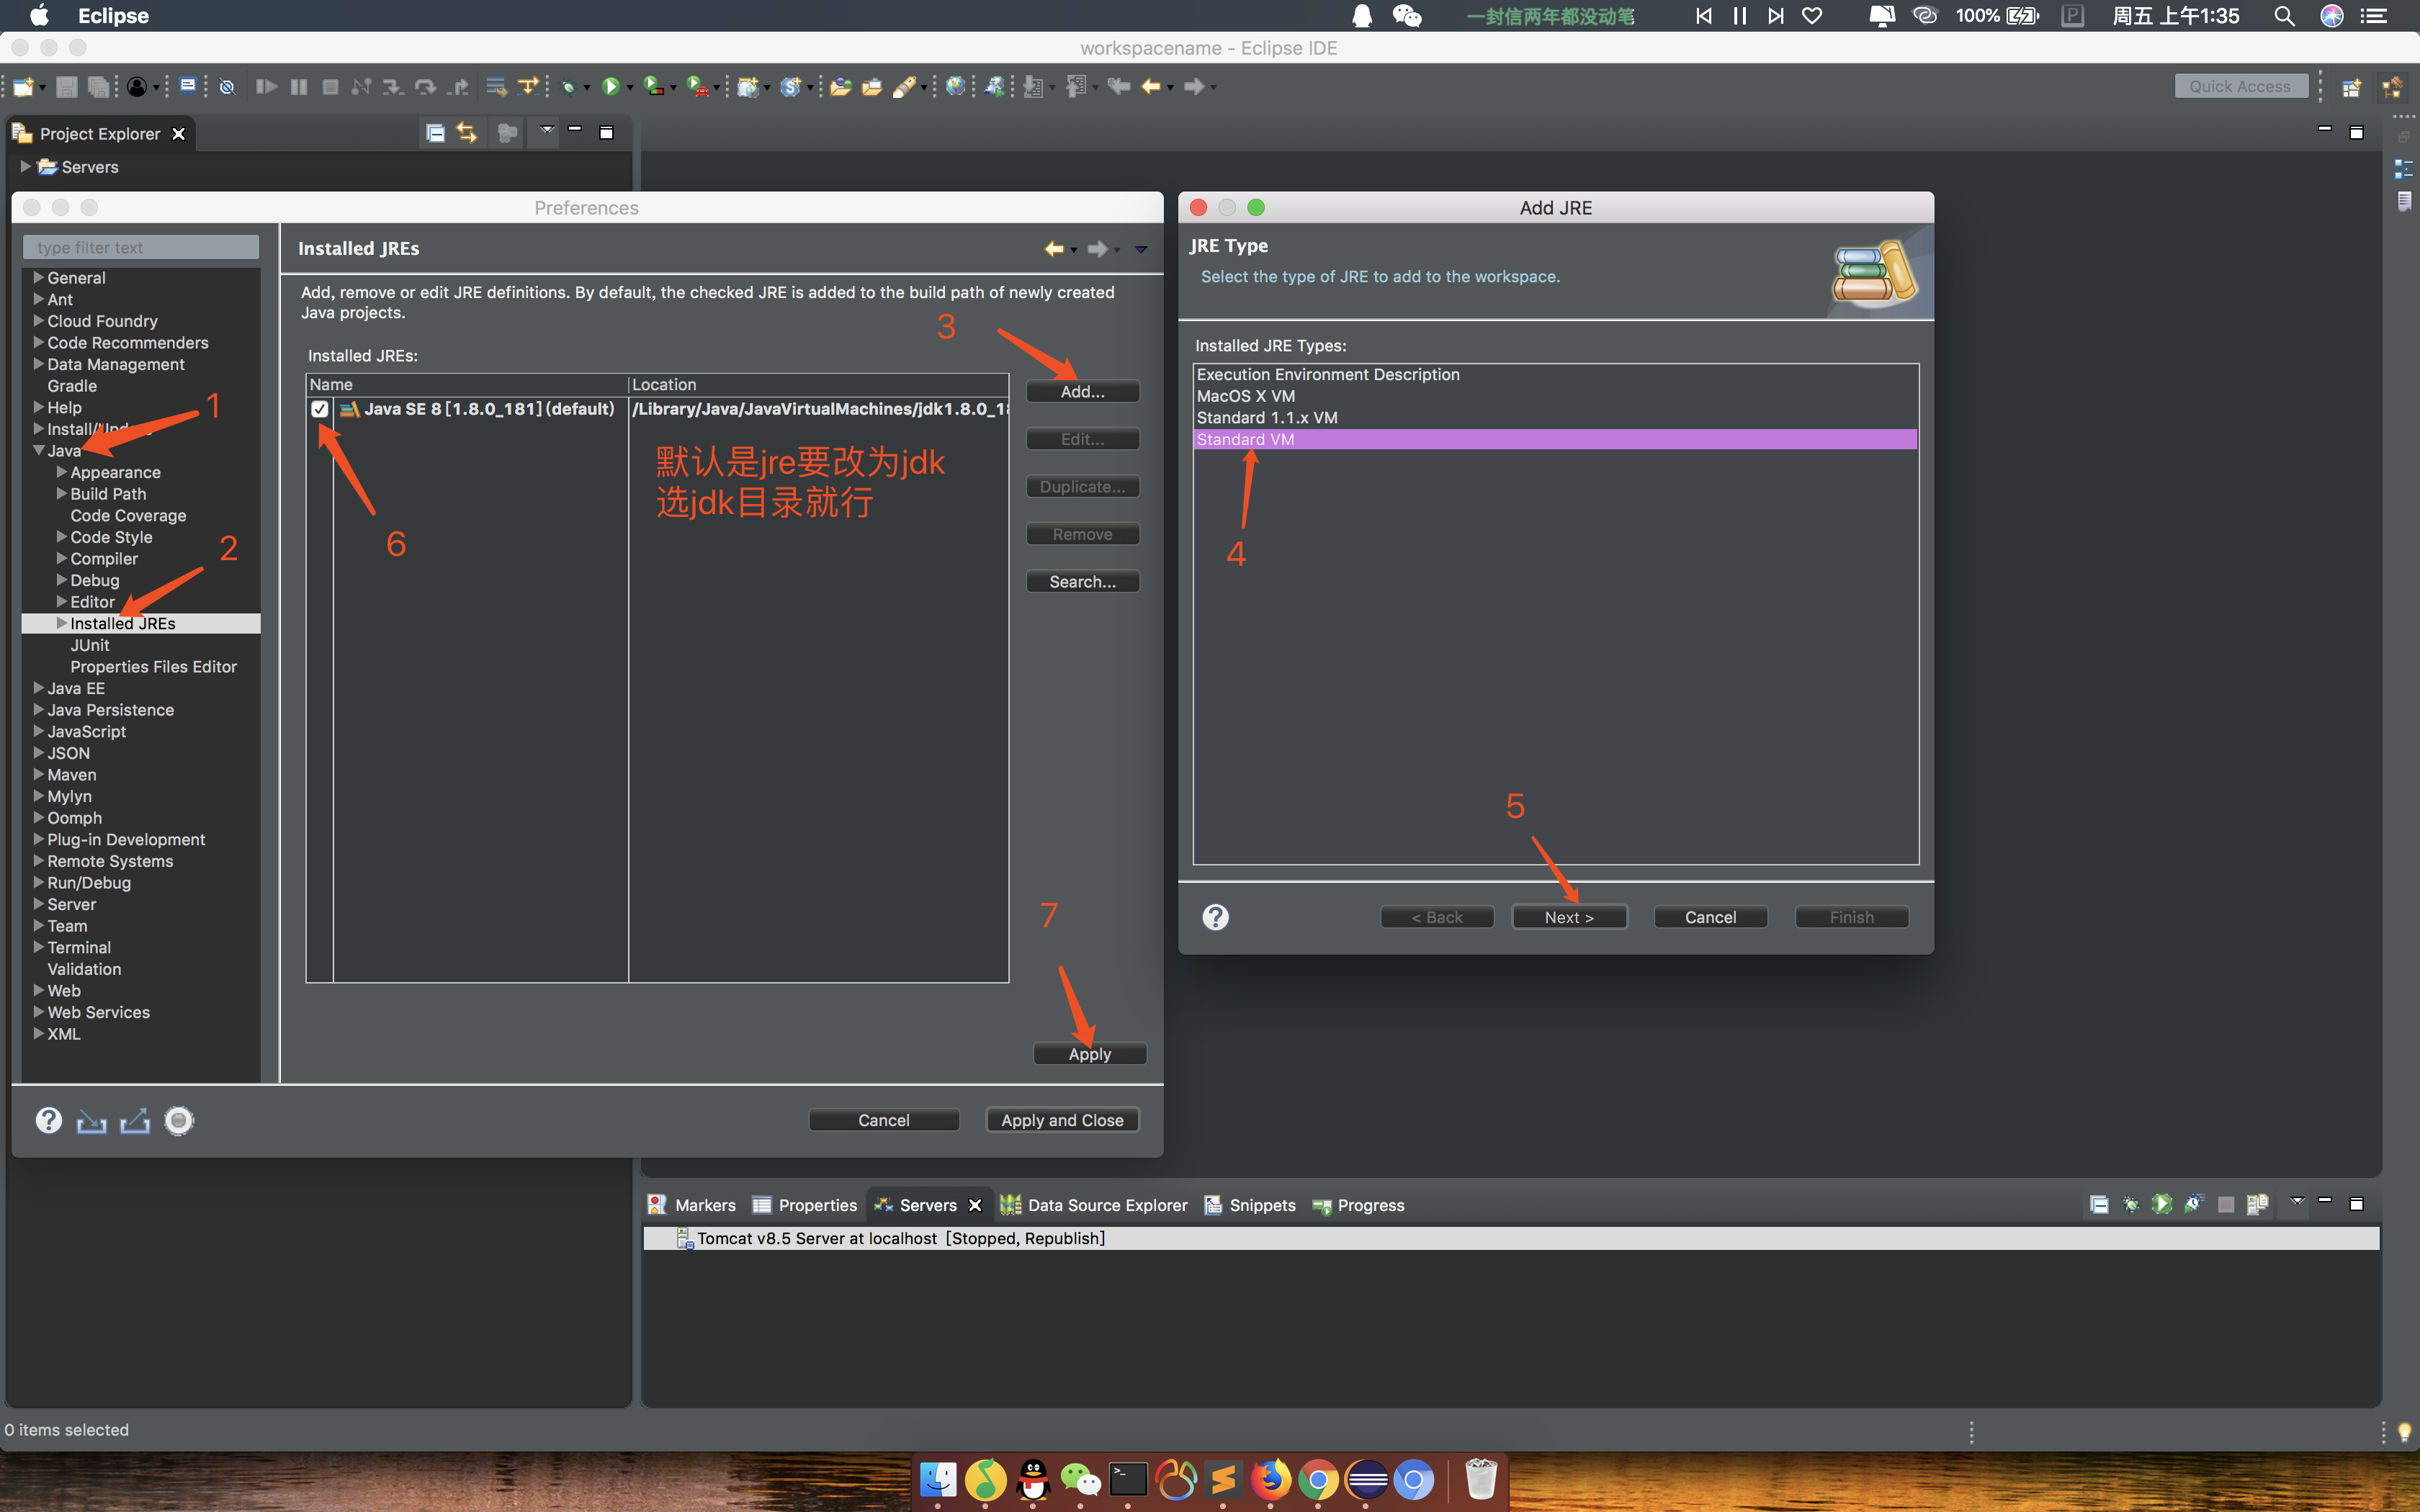 Eclipse
一封信两年都没动笔
100%
P
周五 上午1:35
workspacename - Eclipse IDE
Quick Access
Project Explorer
Servers
Preferences
type filter text
General
Ant
Cloud Foundry
Code Recommenders
Data Management
Gradle
Help
Install/Update
Java
Appearance
Build Path
Code Coverage
Code Style
Compiler
Debug
Editor
Installed JREs
JUnit
Properties Files Editor
Java EE
Java Persistence
JavaScript
JSON
Maven
Mylyn
Oomph
Plug-in Development
Remote Systems
Run/Debug
Server
Team
Terminal
Validation
Web
Web Services
XML
1
2
Installed JREs
Add, remove or edit JRE definitions. By default, the checked JRE is added to the build path of newly created
Java projects.
3
Installed JREs:
Name Location
Java SE 8 [1.8.0_181] (default) /Library/Java/JavaVirtualMachines/jdk1.8.0_18
默认是jre要改为jdk
选jdk目录就行
6
Add...
Edit...
Duplicate...
Remove
Search...
7
Apply
Cancel
Apply and Close
Add JRE
JRE Type
Select the type of JRE to add to the workspace.
Installed JRE Types:
Execution Environment Description
MacOS X VM
Standard 1.1.x VM
Standard VM
4
5
< Back
Next >
Cancel
Finish
Markers
Properties
Servers
Data Source Explorer
Snippets
Progress
Tomcat v8.5 Server at localhost [Stopped, Republish]
0 items selected